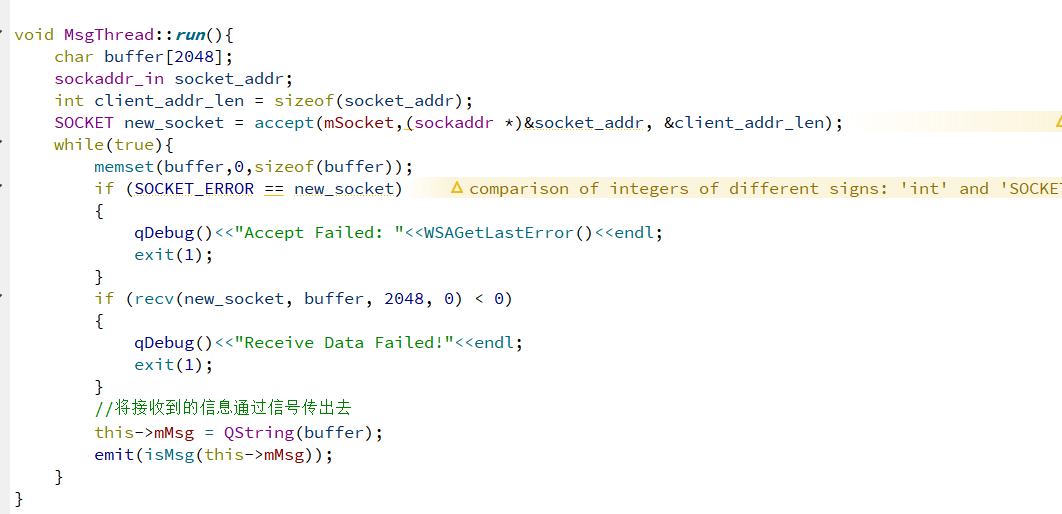 void MsgThread::run(){
    char buffer[2048];
    sockaddr_in socket_addr;
    int client_addr_len = sizeof(socket_addr);
    SOCKET new_socket = accept(mSocket,(sockaddr *)&socket_addr, &client_addr_len);
    while(true){
        memset(buffer,0,sizeof(buffer));
        if (SOCKET_ERROR == new_socket) comparison of integers of different signs: 'int' and 'SOCKET
        {
            qDebug()<<"Accept Failed: "<<WSAGetLastError()<<endl;
            exit(1);
        }
        if (recv(new_socket, buffer, 2048, 0) < 0)
        {
            qDebug()<<"Receive Data Failed!"<<endl;
            exit(1);
        }
        //将接收到的信息通过信号传出去
        this->mMsg = QString(buffer);
        emit(isMsg(this->mMsg));
    }
}